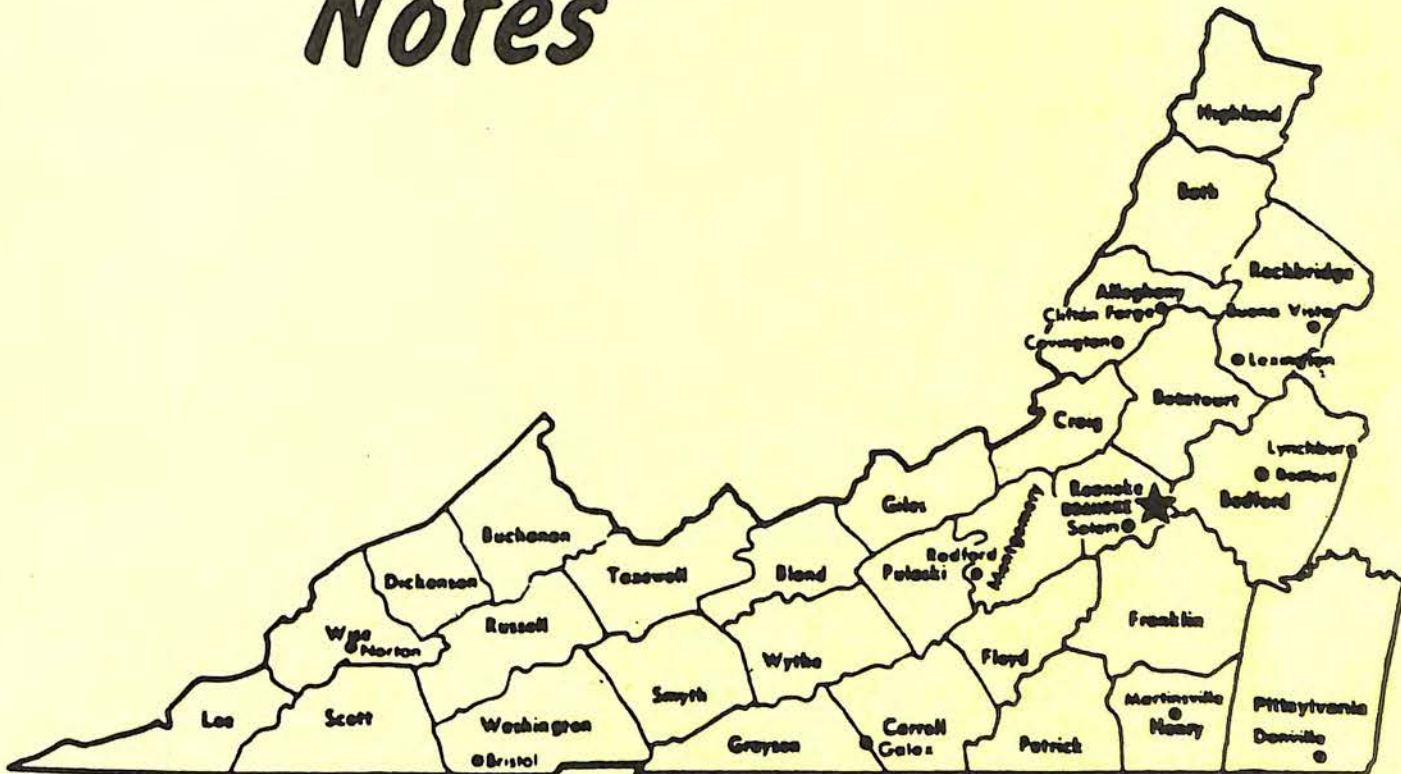 Notes
Highland
Bath
Rockbridge
Alleghany
Clifton Forge
Buena Vista
Covington
Lexington
Botetourt
Craig
Lynchburg
Bedford
Bedford
Roanoke
ROANOKE
Salem
Giles
Montgomery
Radford
Pulaski
Buchanan
Dickenson
Tazewell
Bland
Wise
Norton
Russell
Franklin
Floyd
Wythe
Smyth
Lee
Scott
Washington
Bristol
Grayson
Carroll
Galax
Patrick
Martinsville
Henry
Pittsylvania
Danville